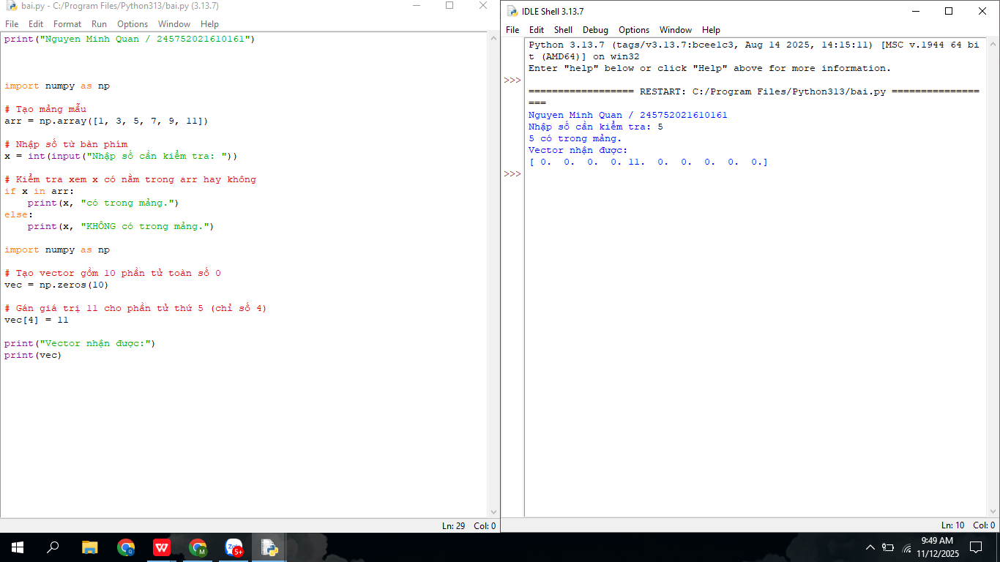 bai.py - C:/Program Files/Python313/bai.py (3.13.7)
File Edit Format Run Options Window Help
print("Nguyen Minh Quan / 245752021610161")
import numpy as np
# Tạo mảng mẫu
arr = np.array([1, 3, 5, 7, 9, 11])
# Nhập số từ bàn phím
x = int(input("Nhập số cần kiểm tra: "))
# Kiểm tra xem x có nằm trong arr hay không
if x in arr:
    print(x, "có trong mảng.")
else:
    print(x, "KHÔNG có trong mảng.")
import numpy as np
# Tạo vector gồm 10 phần tử toàn số 0
vec = np.zeros(10)
# Gán giá trị 11 cho phần tử thứ 5 (chỉ số 4)
vec[4] = 11
print("Vector nhận được:")
print(vec)
Ln: 29 Col: 0
IDLE Shell 3.13.7
File Edit Shell Debug Options Window Help
Python 3.13.7 (tags/v3.13.7:bcee1c3, Aug 14 2025, 14:15:11) [MSC v.1944 64 bi
t (AMD64)] on win32
Enter "help" below or click "Help" above for more information.
>>>
================== RESTART: C:/Program Files/Python313/bai.py ===============
===
Nguyen Minh Quan / 245752021610161
Nhập số cần kiểm tra: 5
5 có trong mảng.
Vector nhận được:
[ 0.  0.  0.  0. 11.  0.  0.  0.  0.  0.]
>>>
Ln: 10 Col: 0
5+
9:49 AM
11/12/2025